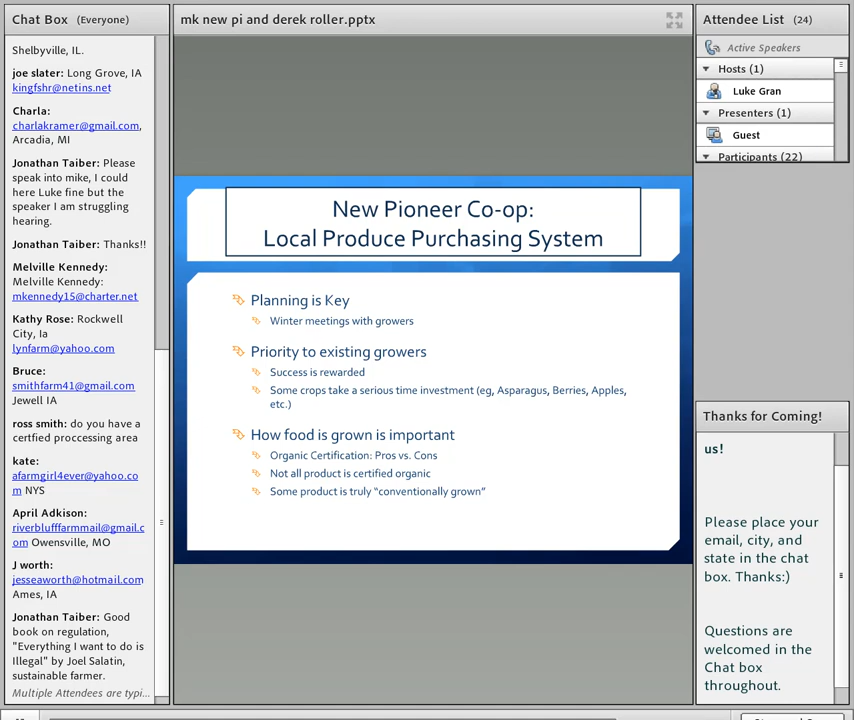 Chat Box (Everyone)
Shelbyville, IL.
joe slater: Long Grove, IA
kingfshr@netins.net
Charla:
charlakramer@gmail.com,
Arcadia, MI
Jonathan Taiber: Please
speak into mike, I could
here Luke fine but the
speaker I am struggling
hearing.
Jonathan Taiber: Thanks!!
Melville Kennedy:
Melville Kennedy:
mkennedy15@charter.net
Kathy Rose: Rockwell
City, Ia
lynfarm@yahoo.com
Bruce:
smithfarm41@gmail.com
Jewell IA
ross smith: do you have a
certfied proccessing area
kate:
afarmgirl4ever@yahoo.co
m NYS
April Adkison:
riverblufffarmmail@gmail.c
om Owensville, MO
J worth:
jesseaworth@hotmail.com
Ames, IA
Jonathan Taiber: Good
book on regulation,
"Everything I want to do is
Illegal" by Joel Salatin,
sustainable farmer.
Multiple Attendees are typi...
mk new pi and derek roller.pptx
New Pioneer Co-op:
Local Produce Purchasing System
Planning is Key
Winter meetings with growers
Priority to existing growers
Success is rewarded
Some crops take a serious time investment (eg, Asparagus, Berries, Apples,
etc.)
How food is grown is important
Organic Certification: Pros vs. Cons
Not all product is certified organic
Some product is truly “conventionally grown”
Attendee List (24)
Active Speakers
Hosts (1)
Luke Gran
Presenters (1)
Guest
Participants (22)
Thanks for Coming!
us!
Please place your
email, city, and
state in the chat
box. Thanks:)
Questions are
welcomed in the
Chat box
throughout.